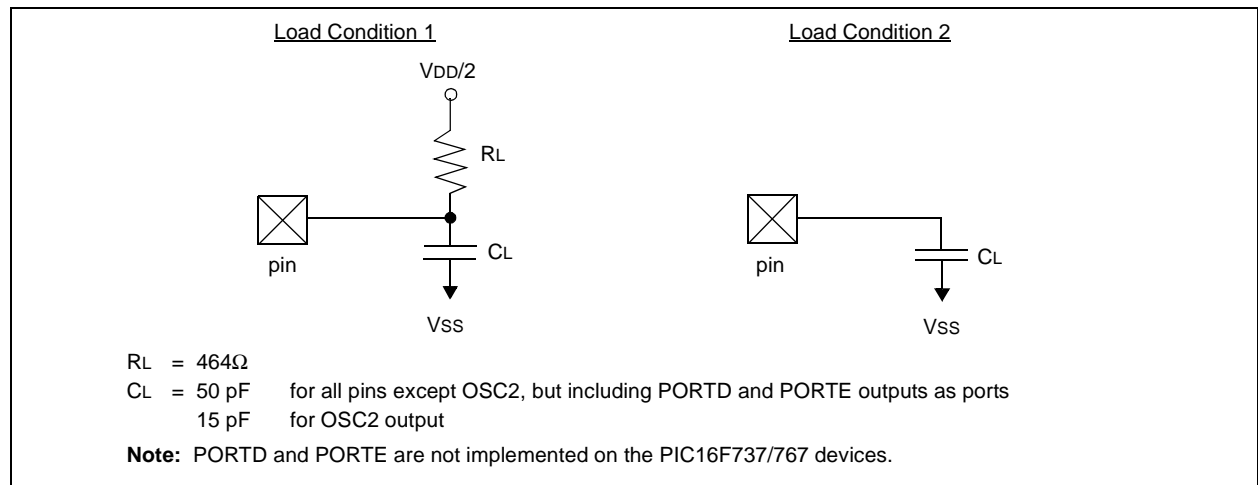 Load Condition 1
Load Condition 2
VDD/2
RL
pin
CL
VSS
pin
CL
VSS
RL = 464Ω
CL = 50 pF for all pins except OSC2, but including PORTD and PORTE outputs as ports
15 pF for OSC2 output
Note: PORTD and PORTE are not implemented on the PIC16F737/767 devices.